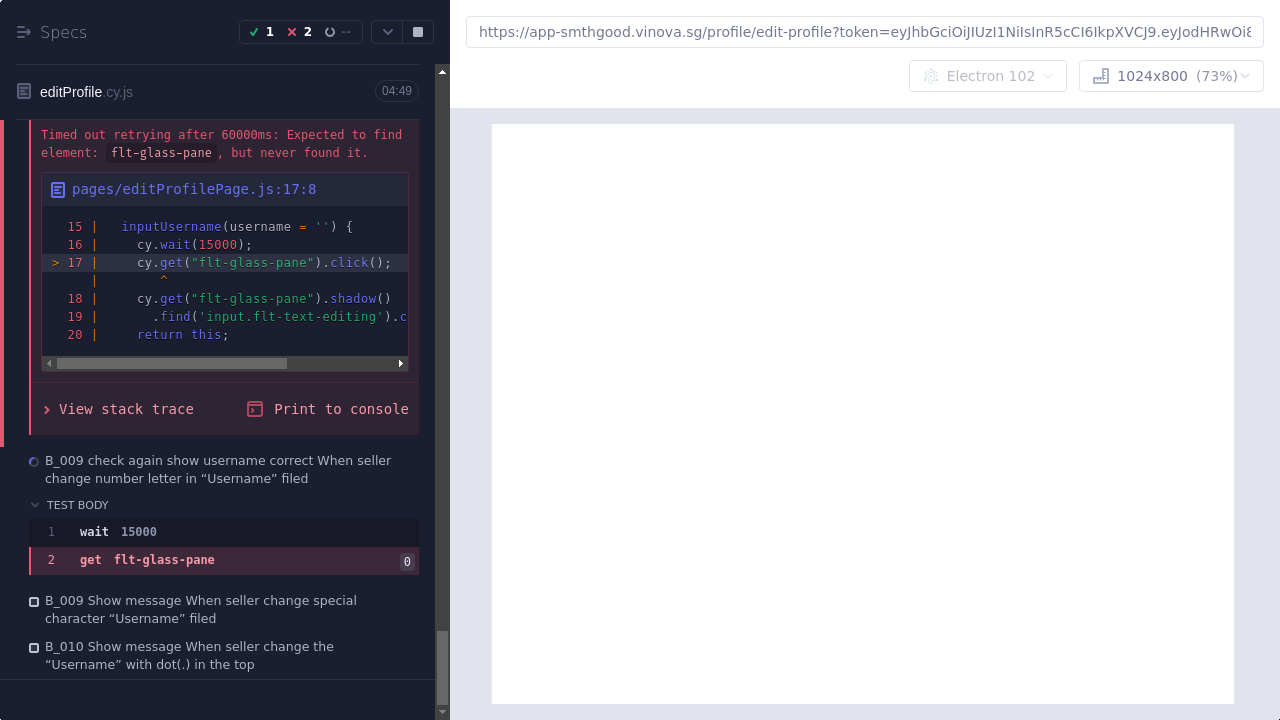 Specs
1
2
--
editProfile.cy.js
04:49
Timed out retrying after 60000ms: Expected to find
element: flt-glass-pane, but never found it.
pages/editProfilePage.js:17:8
15 | inputUsername(username = '') {
16 | cy.wait(15000);
> 17 | cy.get("flt-glass-pane").click();
| ^
18 | cy.get("flt-glass-pane").shadow()
19 | .find('input.flt-text-editing').c
20 | return this;
View stack trace
Print to console
B_009 check again show username correct When seller
change number letter in “Username” filed
TEST BODY
1 wait 15000
2 get flt-glass-pane 0
B_009 Show message When seller change special
character “Username” filed
B_010 Show message When seller change the
“Username” with dot(.) in the top
https://app-smthgood.vinova.sg/profile/edit-profile?token=eyJhbGciOiJIUzI1NiIsInR5cCI6IkpXVCJ9.eyJodHRwOi8
Electron 102
1024x800 (73%)